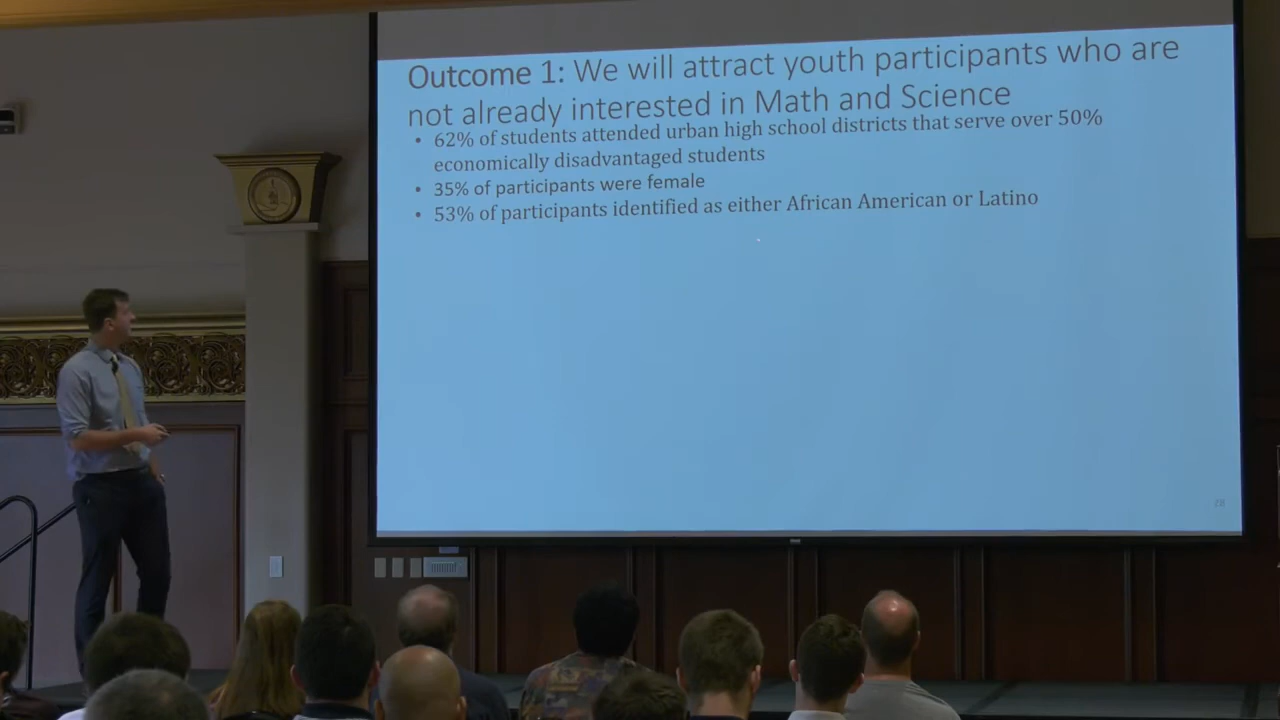 Outcome 1: We will attract youth participants who are
not already interested in Math and Science
• 62% of students attended urban high school districts that serve over 50%
economically disadvantaged students
• 35% of participants were female
• 53% of participants identified as either African American or Latino